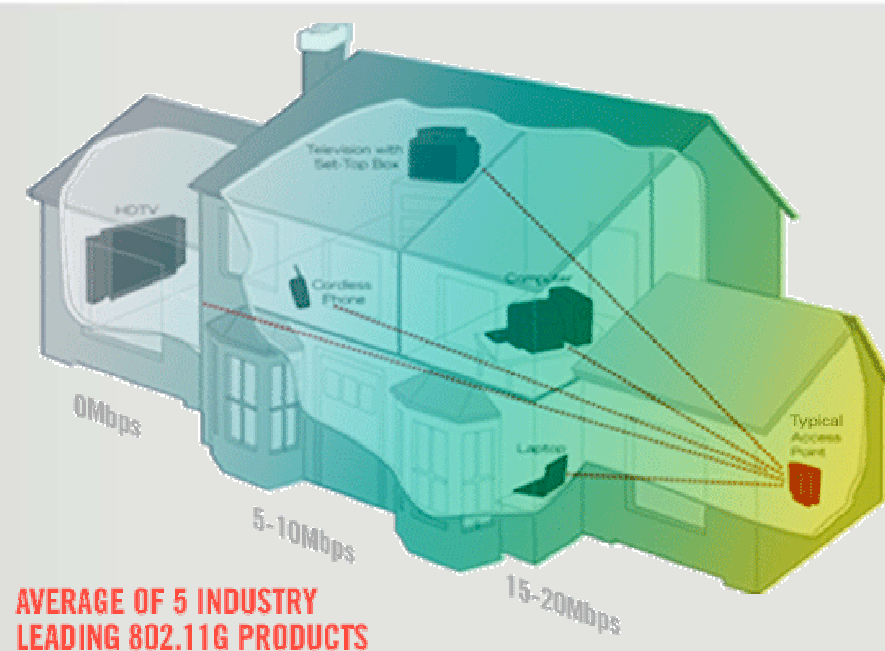 Television with
Set-Top Box
HDTV
Cordless
Phone
Computer
Typical
Access
Point
Laptop
0Mbps
5-10Mbps
15-20Mbps
AVERAGE OF 5 INDUSTRY
LEADING 802.11G PRODUCTS